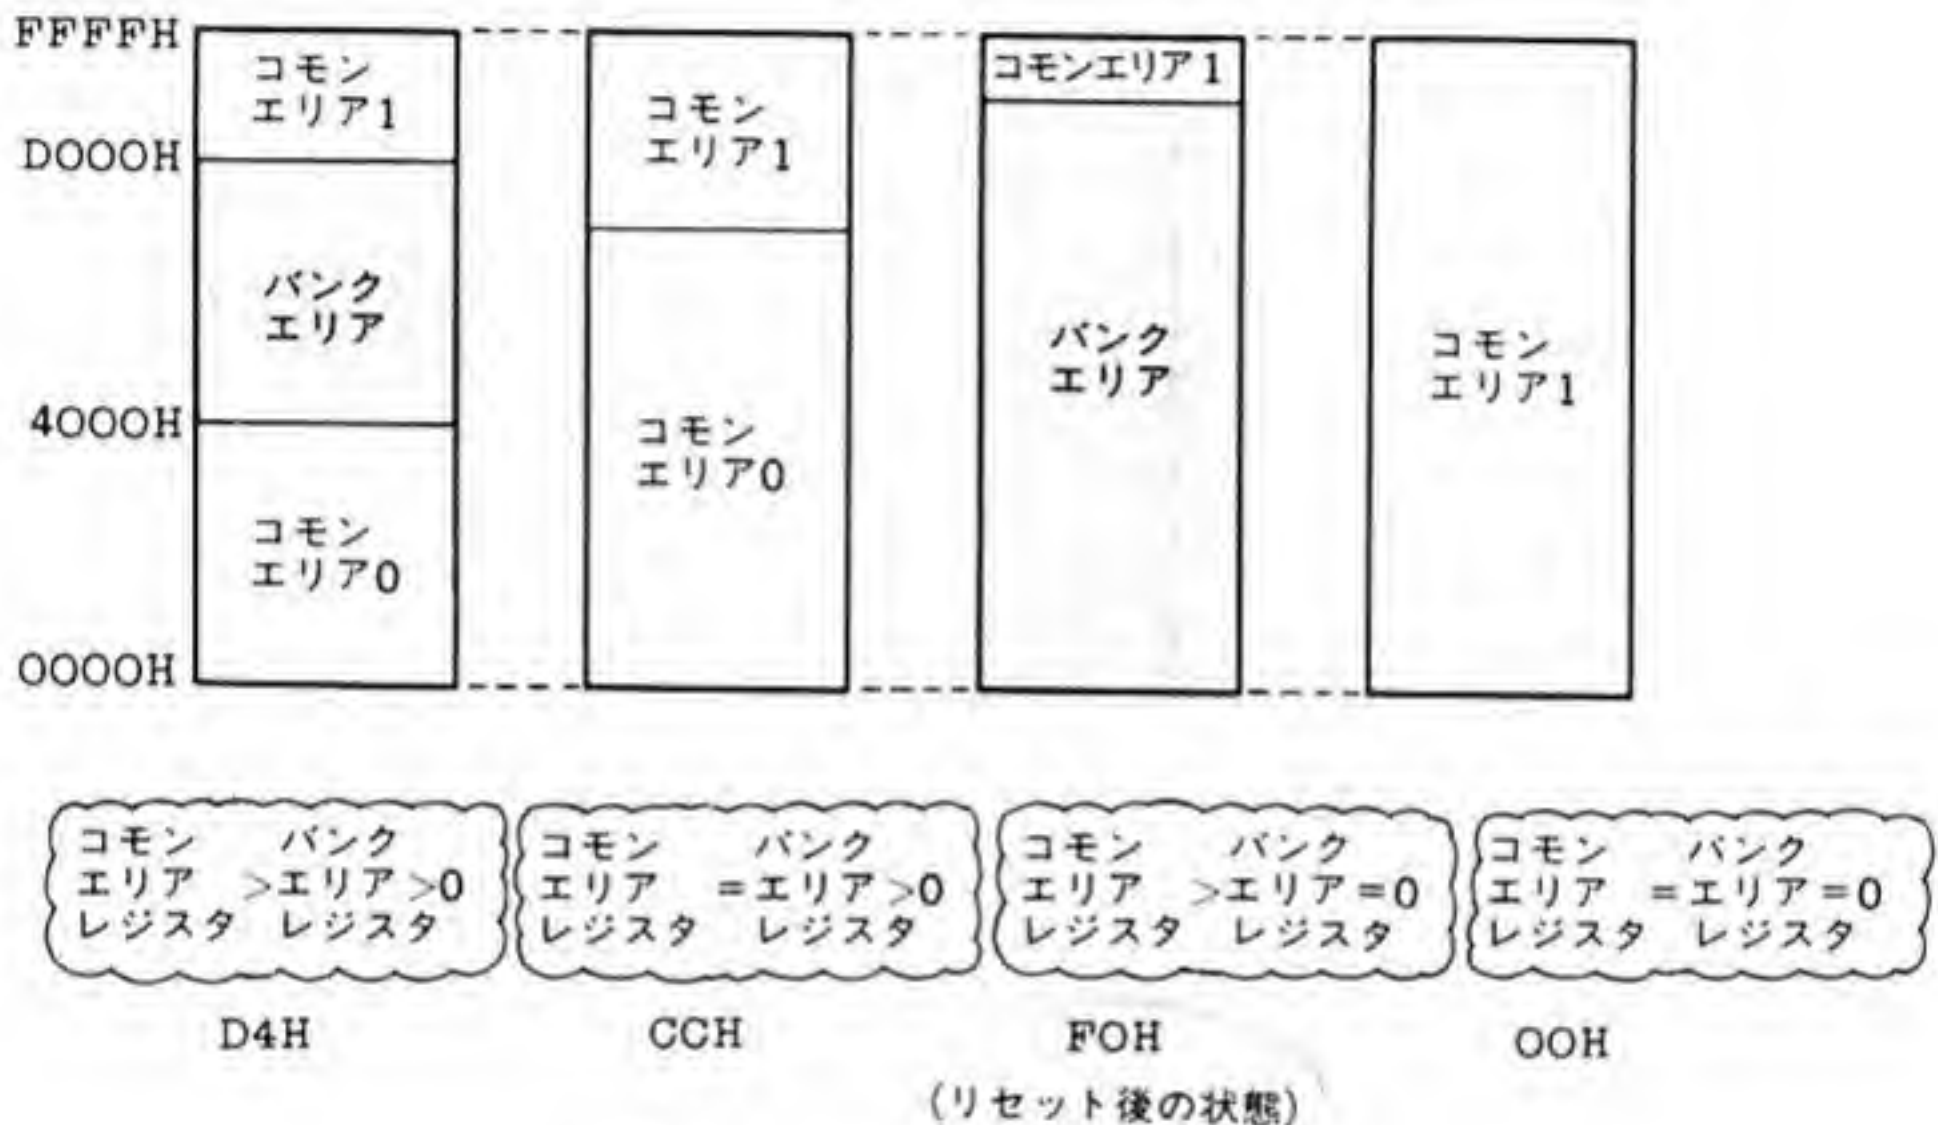 FFFFH
D000H
4000H
0000H
コモン
エリア1
バンク
エリア
コモン
エリア0
コモン
エリア1
コモン
エリア0
コモンエリア1
バンク
エリア
コモン
エリア1
コモン バンク
エリア >エリア>0
レジスタ レジスタ
D4H
コモン バンク
エリア =エリア>0
レジスタ レジスタ
CCH
コモン バンク
エリア >エリア=0
レジスタ レジスタ
F0H
(リセット後の状態)
コモン バンク
エリア =エリア=0
レジスタ レジスタ
00H